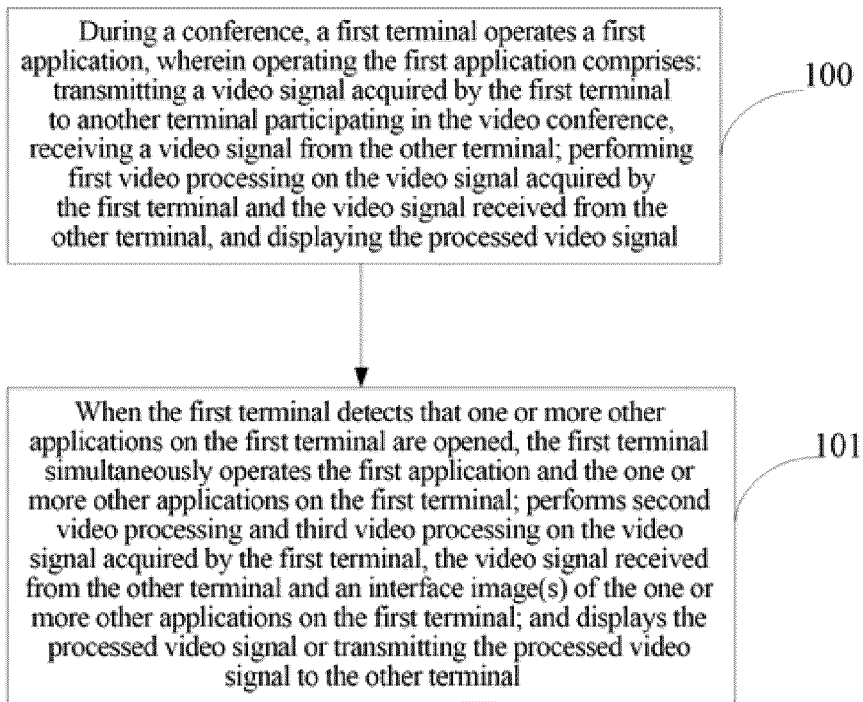 During a conference, a first terminal operates a first
application, wherein operating the first application comprises:
transmitting a video signal acquired by the first terminal
to another terminal participating in the video conference,
receiving a video signal from the other terminal; performing
first video processing on the video signal acquired by
the first terminal and the video signal received from the
other terminal, and displaying the processed video signal
100
When the first terminal detects that one or more other
applications on the first terminal are opened, the first terminal
simultaneously operates the first application and the one or
more other applications on the first terminal; performs second
video processing and third video processing on the video
signal acquired by the first terminal, the video signal received
from the other terminal and an interface image(s) of the one or
more other applications on the first terminal; and displays the
processed video signal or transmitting the processed video
signal to the other terminal
101